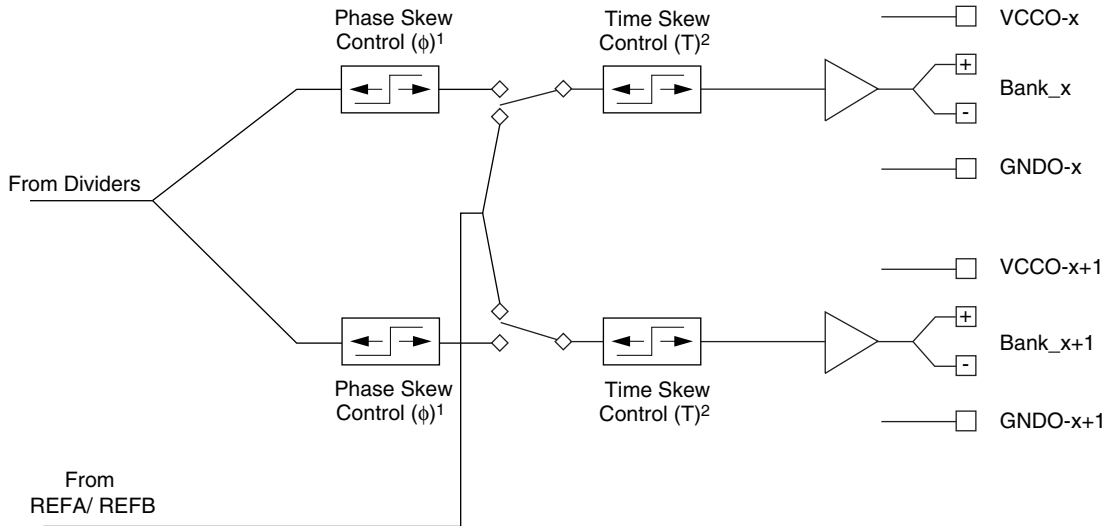 Phase Skew
Control (ϕ)¹
Time Skew
Control (T)²
VCCO-x
+
Bank_x
-
GNDO-x
From Dividers
VCCO-x+1
+
Bank_x+1
-
GNDO-x+1
Phase Skew
Control (ϕ)¹
Time Skew
Control (T)²
From
REFA/ REFB